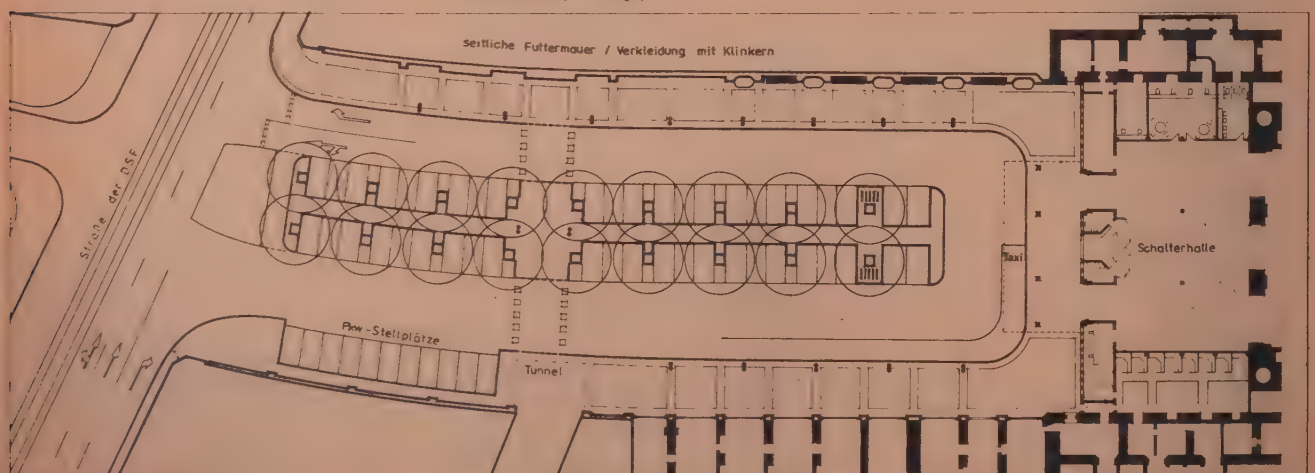 seitliche Futtermauer / Verkleidung mit Klinkern
Straße der DSF
Schalterhalle
Taxi
Pkw-Stellplätze
Tunnel